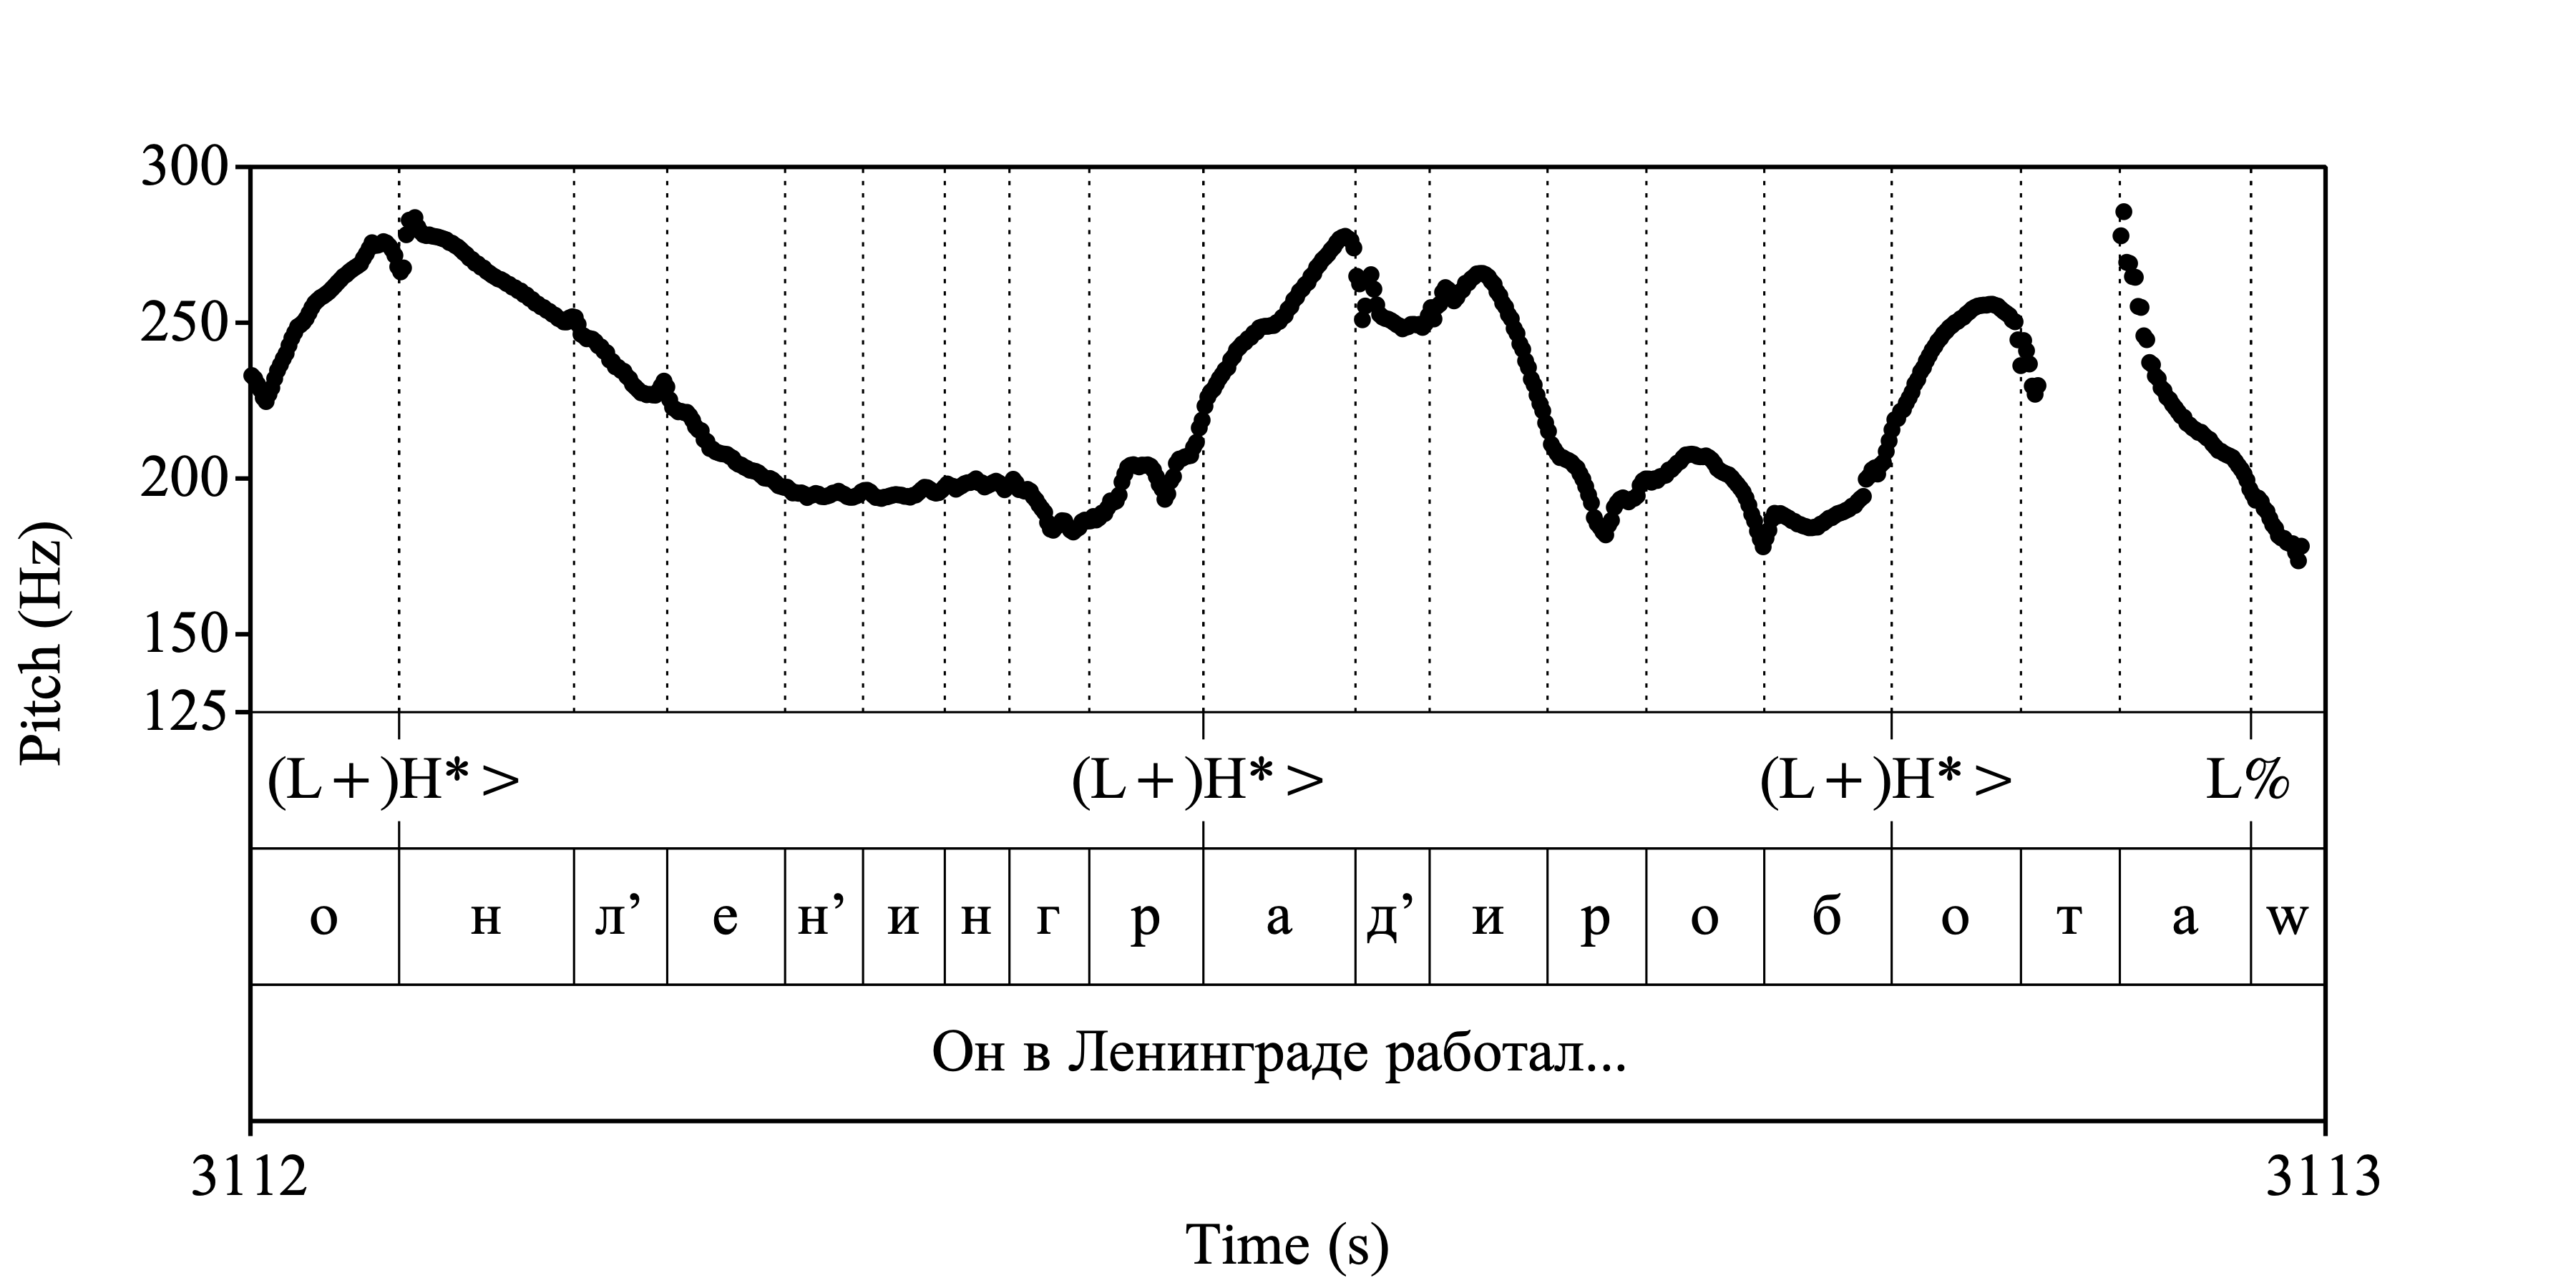 300
250
200
150
125
Pitch (Hz)
(L+)H*> (L+)H*> (L+)H*> L%
о н л’ е н’ и н г р а д’ и р о б о т а w
Он в Ленинграде работал...
3112 3113
Time (s)